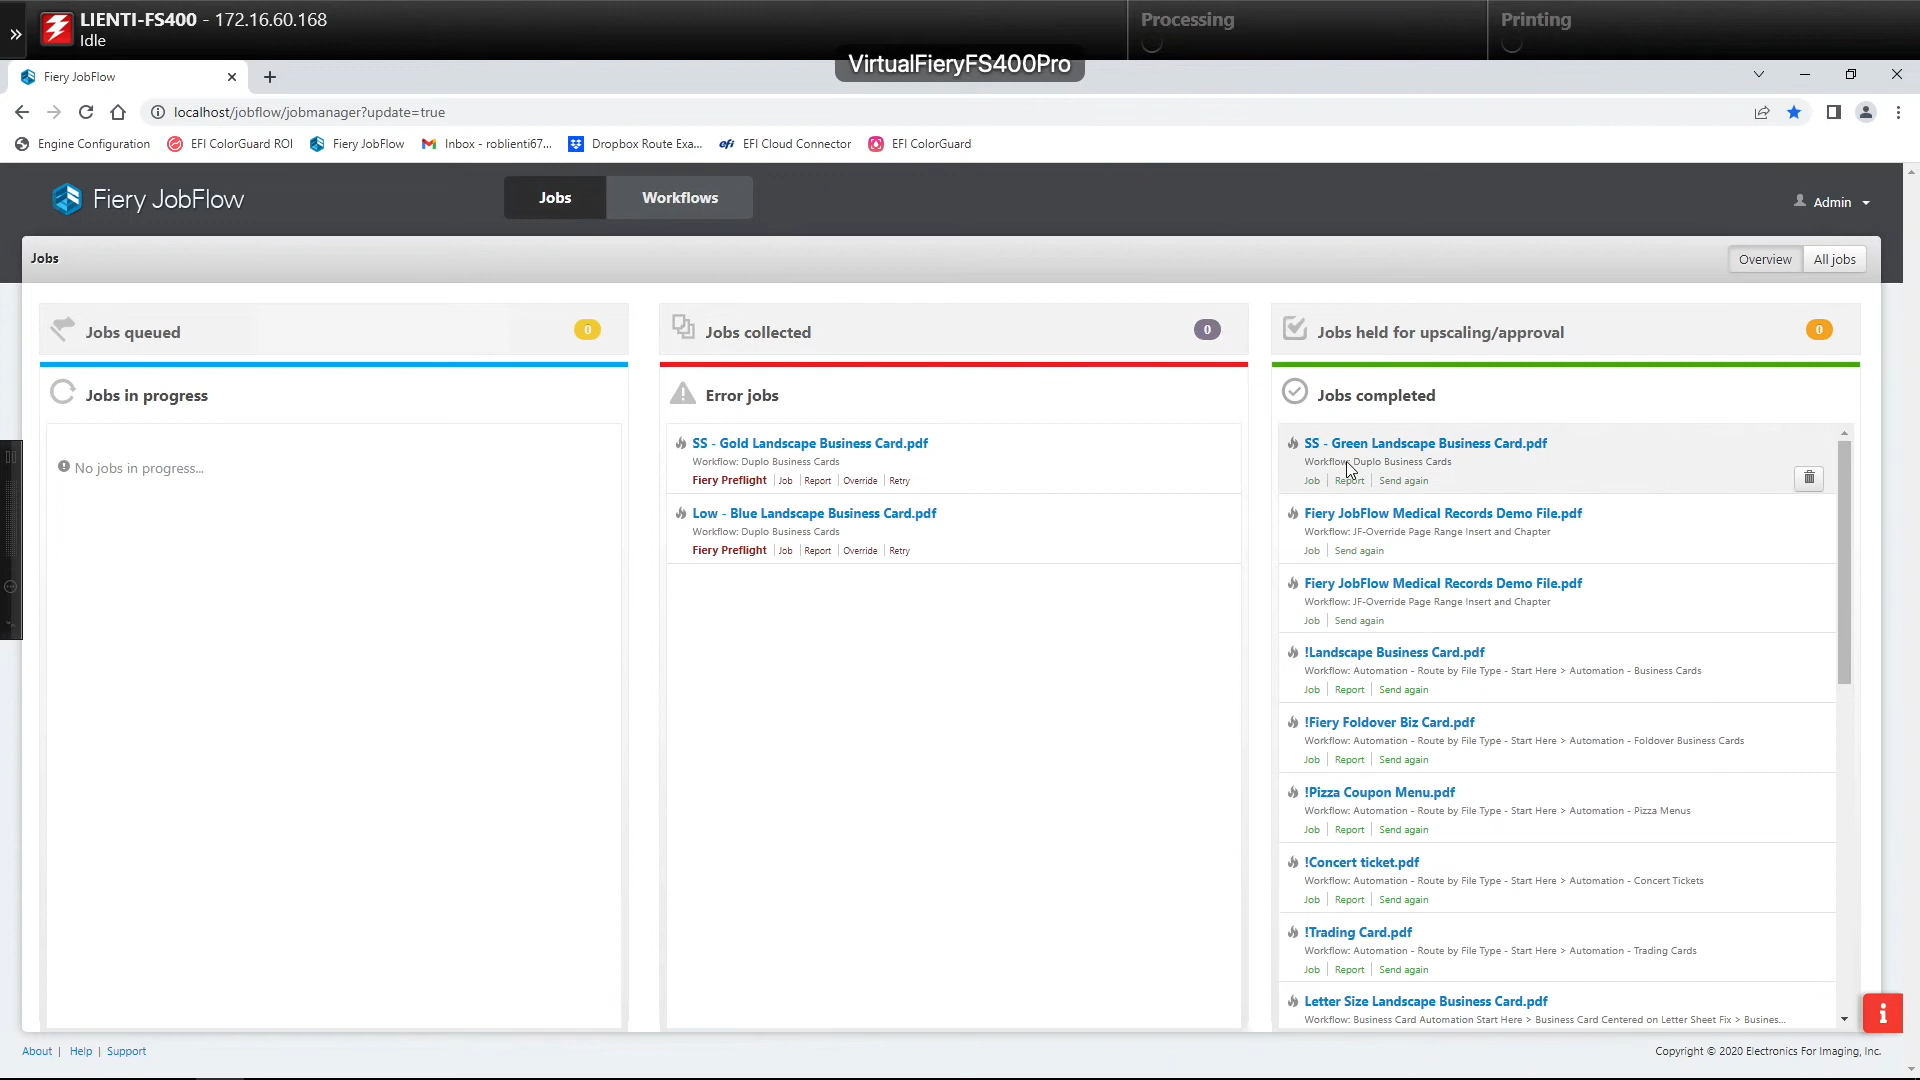 LIENTI-FS400 - 172.16.60.168
Idle
Processing
Printing
VirtualFieryFS400Pro
Fiery JobFlow
localhost/jobflow/jobmanager?update=true
Engine Configuration
EFI ColorGuard ROI
Fiery JobFlow
Inbox - roblienti67...
Dropbox Route Exa...
EFI Cloud Connector
EFI ColorGuard
Fiery JobFlow
Jobs
Workflows
Admin
Jobs
Overview
All jobs
Jobs queued
0
Jobs in progress
No jobs in progress...
Jobs collected
0
Error jobs
SS - Gold Landscape Business Card.pdf
Workflow: Duplo Business Cards
Fiery Preflight | Job | Report | Override | Retry
Low - Blue Landscape Business Card.pdf
Workflow: Duplo Business Cards
Fiery Preflight | Job | Report | Override | Retry
Jobs held for upscaling/approval
0
Jobs completed
SS - Green Landscape Business Card.pdf
Workflow: Duplo Business Cards
Job | Report | Send again
Fiery JobFlow Medical Records Demo File.pdf
Workflow: JF-Override Page Range Insert and Chapter
Job | Send again
Fiery JobFlow Medical Records Demo File.pdf
Workflow: JF-Override Page Range Insert and Chapter
Job | Send again
!Landscape Business Card.pdf
Workflow: Automation - Route by File Type - Start Here > Automation - Business Cards
Job | Report | Send again
!Fiery Foldover Biz Card.pdf
Workflow: Automation - Route by File Type - Start Here > Automation - Foldover Business Cards
Job | Report | Send again
!Pizza Coupon Menu.pdf
Workflow: Automation - Route by File Type - Start Here > Automation - Pizza Menus
Job | Report | Send again
!Concert ticket.pdf
Workflow: Automation - Route by File Type - Start Here > Automation - Concert Tickets
Job | Report | Send again
!Trading Card.pdf
Workflow: Automation - Route by File Type - Start Here > Automation - Trading Cards
Job | Report | Send again
Letter Size Landscape Business Card.pdf
Workflow: Business Card Automation Start Here > Business Card Centered on Letter Sheet Fix > Busines...
About | Help | Support
Copyright © 2020 Electronics For Imaging, Inc.